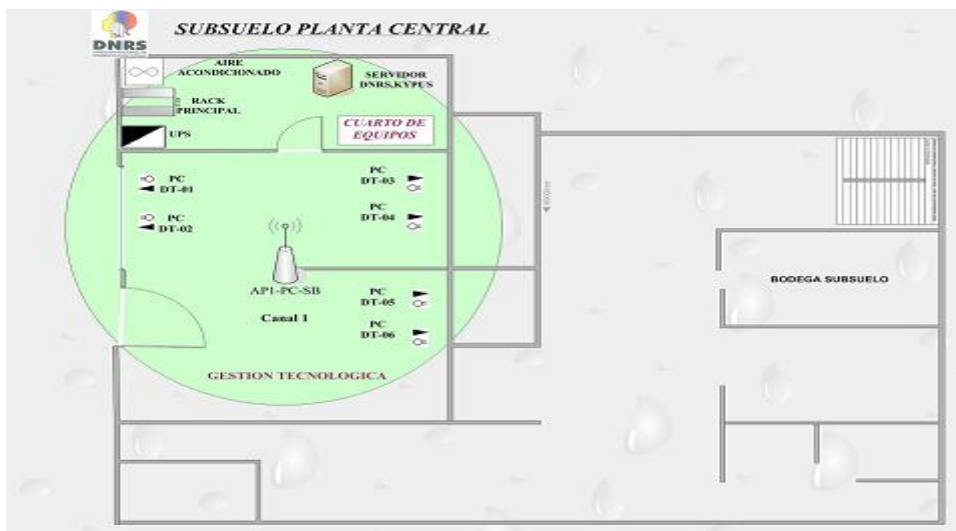 SUBSUELO PLANTA CENTRAL
DNRS
AIRE
ACONDICIONADO
SERVIDOR
DNRS,KYPUS
RACK
PRINCIPAL
UPS
CUARTO DE
EQUIPOS
PC
DT-01
PC
DT-03
PC
DT-02
PC
DT-04
AP1-PC-SB
Canal 1
PC
DT-05
PC
DT-06
GESTION TECNOLOGICA
BODEGA SUBSUELO